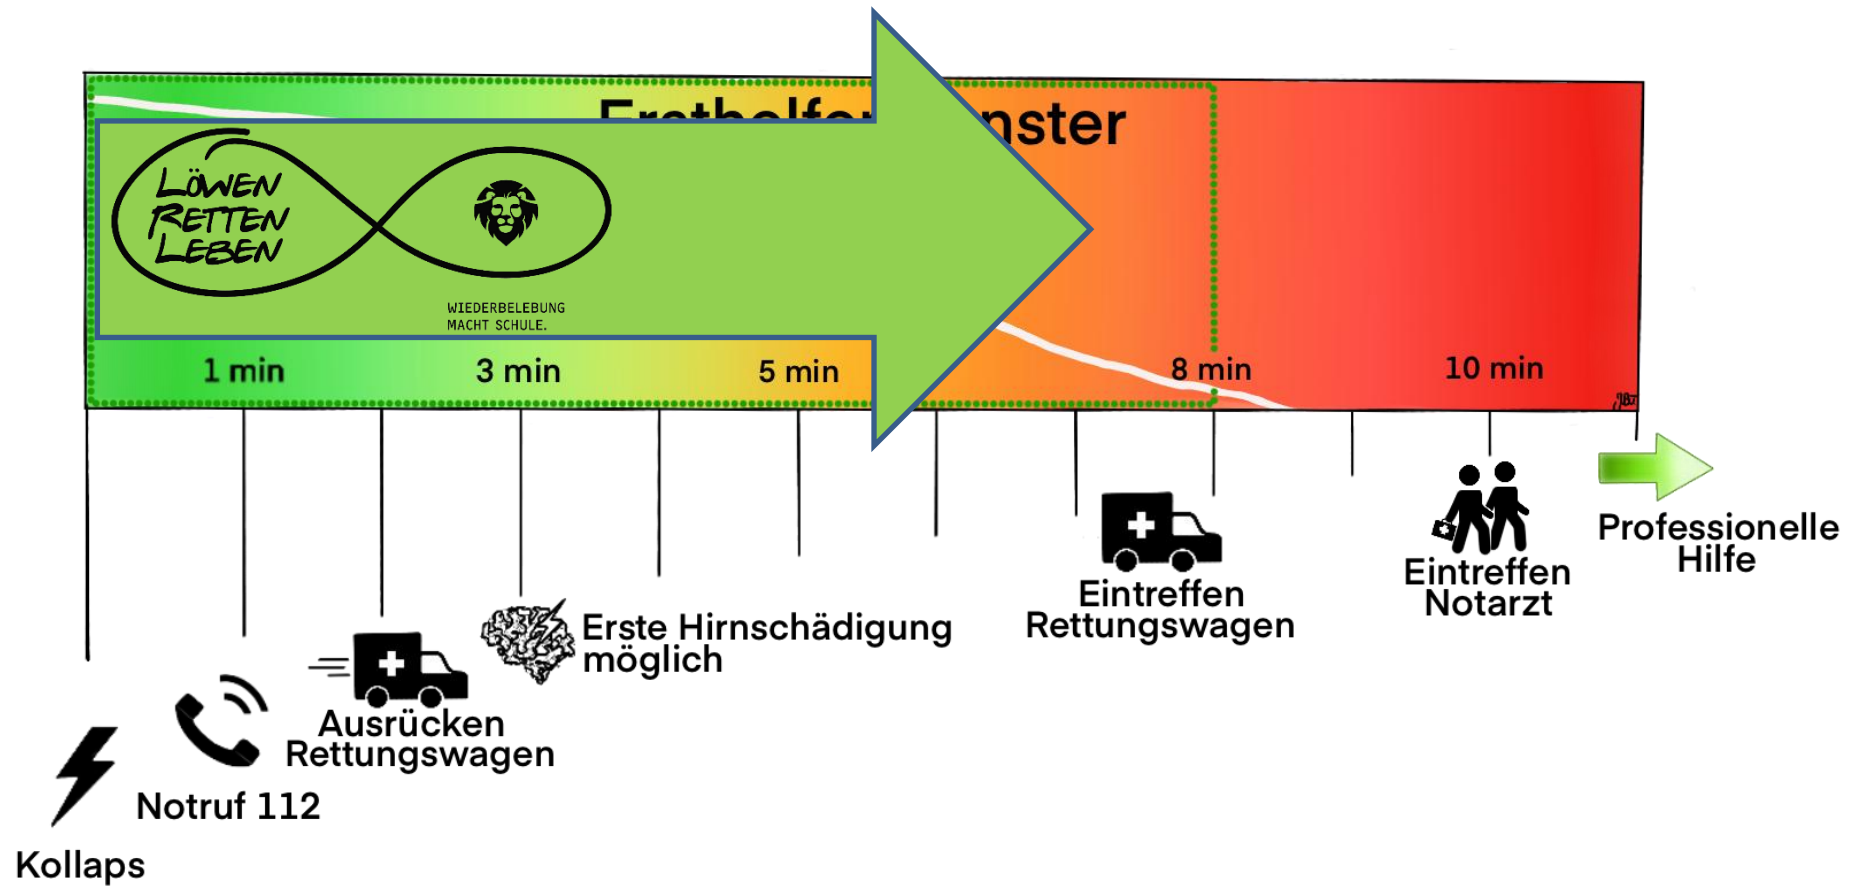 nster
LÖWEN
RETTEN
LEBEN
WIEDERBELEBUNG
MACHT SCHULE.
1 min
3 min
5 min
8 min
10 min
Professionelle
Hilfe
Eintreffen
Notarzt
Eintreffen
Rettungswagen
Erste Hirnschädigung
möglich
Ausrücken
Rettungswagen
Notruf 112
Kollaps